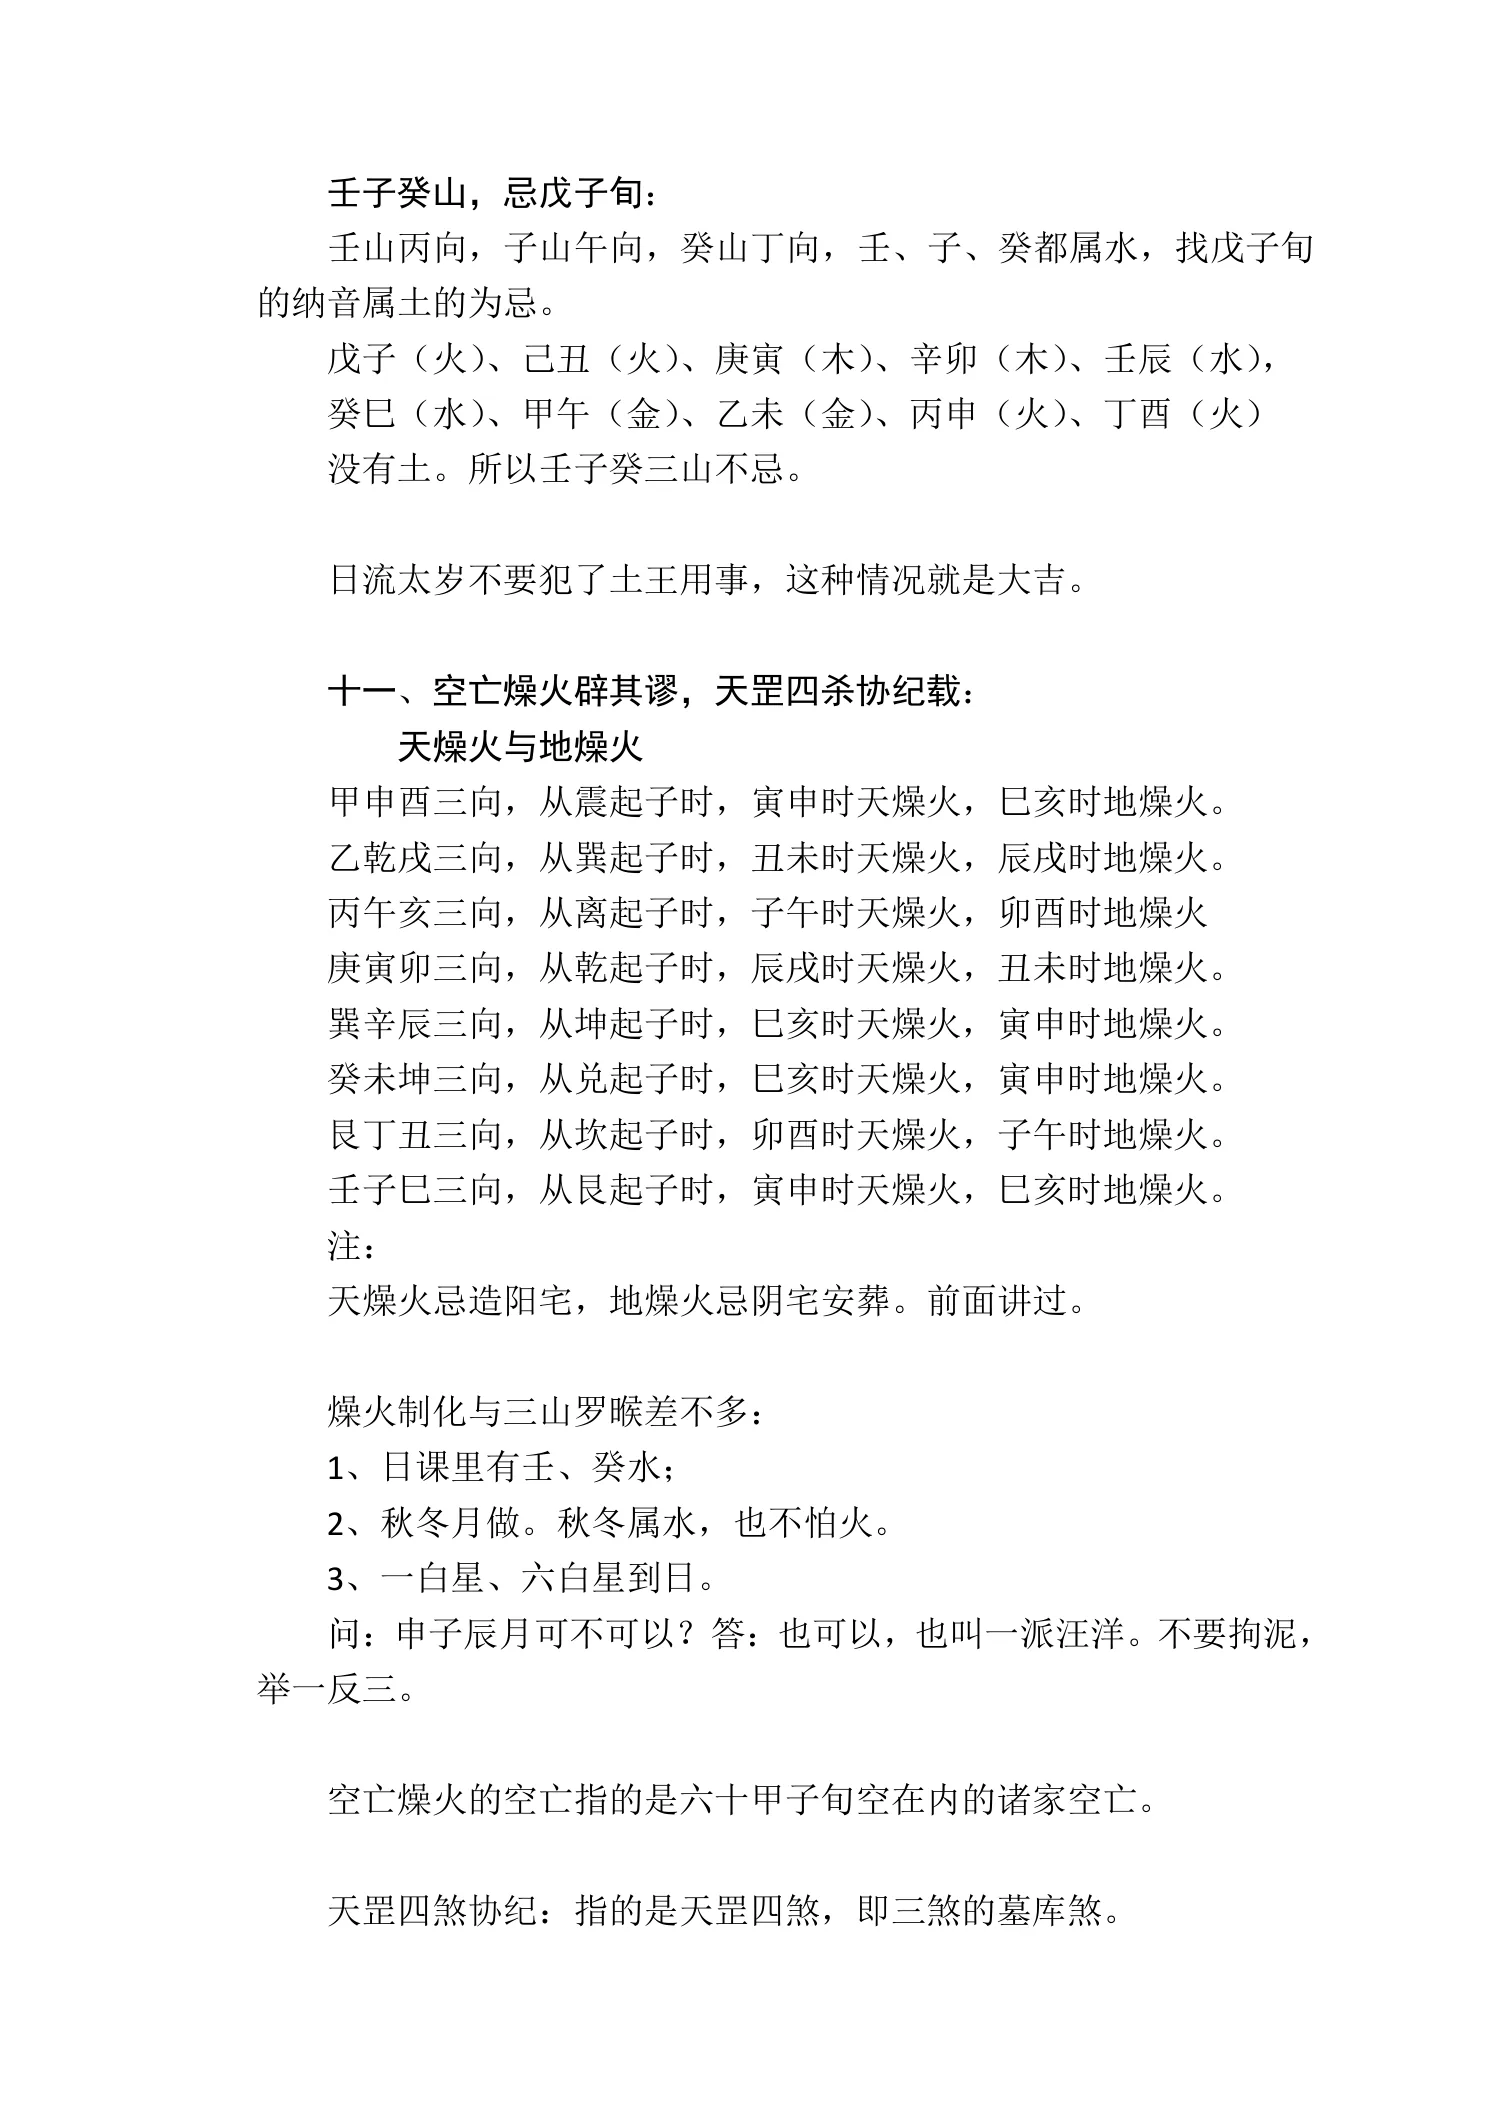 壬子癸山，忌戊子旬：
壬山丙向，子山午向，癸山丁向，壬、子、癸都属水，找戊子旬
的纳音属土的为忌。
戊子（火）、己丑（火）、庚寅（木）、辛卯（木）、壬辰（水），
癸巳（水）、甲午（金）、乙未（金）、丙申（火）、丁酉（火）
没有土。所以壬子癸三山不忌。
日流太岁不要犯了土王用事，这种情况就是大吉。
十一、空亡燥火辟其谬，天罡四杀协纪载：
天燥火与地燥火
甲申酉三向，从震起子时，寅申时天燥火，巳亥时地燥火。
乙乾戌三向，从巽起子时，丑未时天燥火，辰戌时地燥火。
丙午亥三向，从离起子时，子午时天燥火，卯酉时地燥火
庚寅卯三向，从乾起子时，辰戌时天燥火，丑未时地燥火。
巽辛辰三向，从坤起子时，巳亥时天燥火，寅申时地燥火。
癸未坤三向，从兑起子时，巳亥时天燥火，寅申时地燥火。
艮丁丑三向，从坎起子时，卯酉时天燥火，子午时地燥火。
壬子巳三向，从艮起子时，寅申时天燥火，巳亥时地燥火。
注：
天燥火忌造阳宅，地燥火忌阴宅安葬。前面讲过。
燥火制化与三山罗睺差不多：
1、日课里有壬、癸水；
2、秋冬月做。秋冬属水，也不怕火。
3、一白星、六白星到日。
问：申子辰月可不可以？答：也可以，也叫一派汪洋。不要拘泥，
举一反三。
空亡燥火的空亡指的是六十甲子旬空在内的诸家空亡。
天罡四煞协纪：指的是天罡四煞，即三煞的墓库煞。